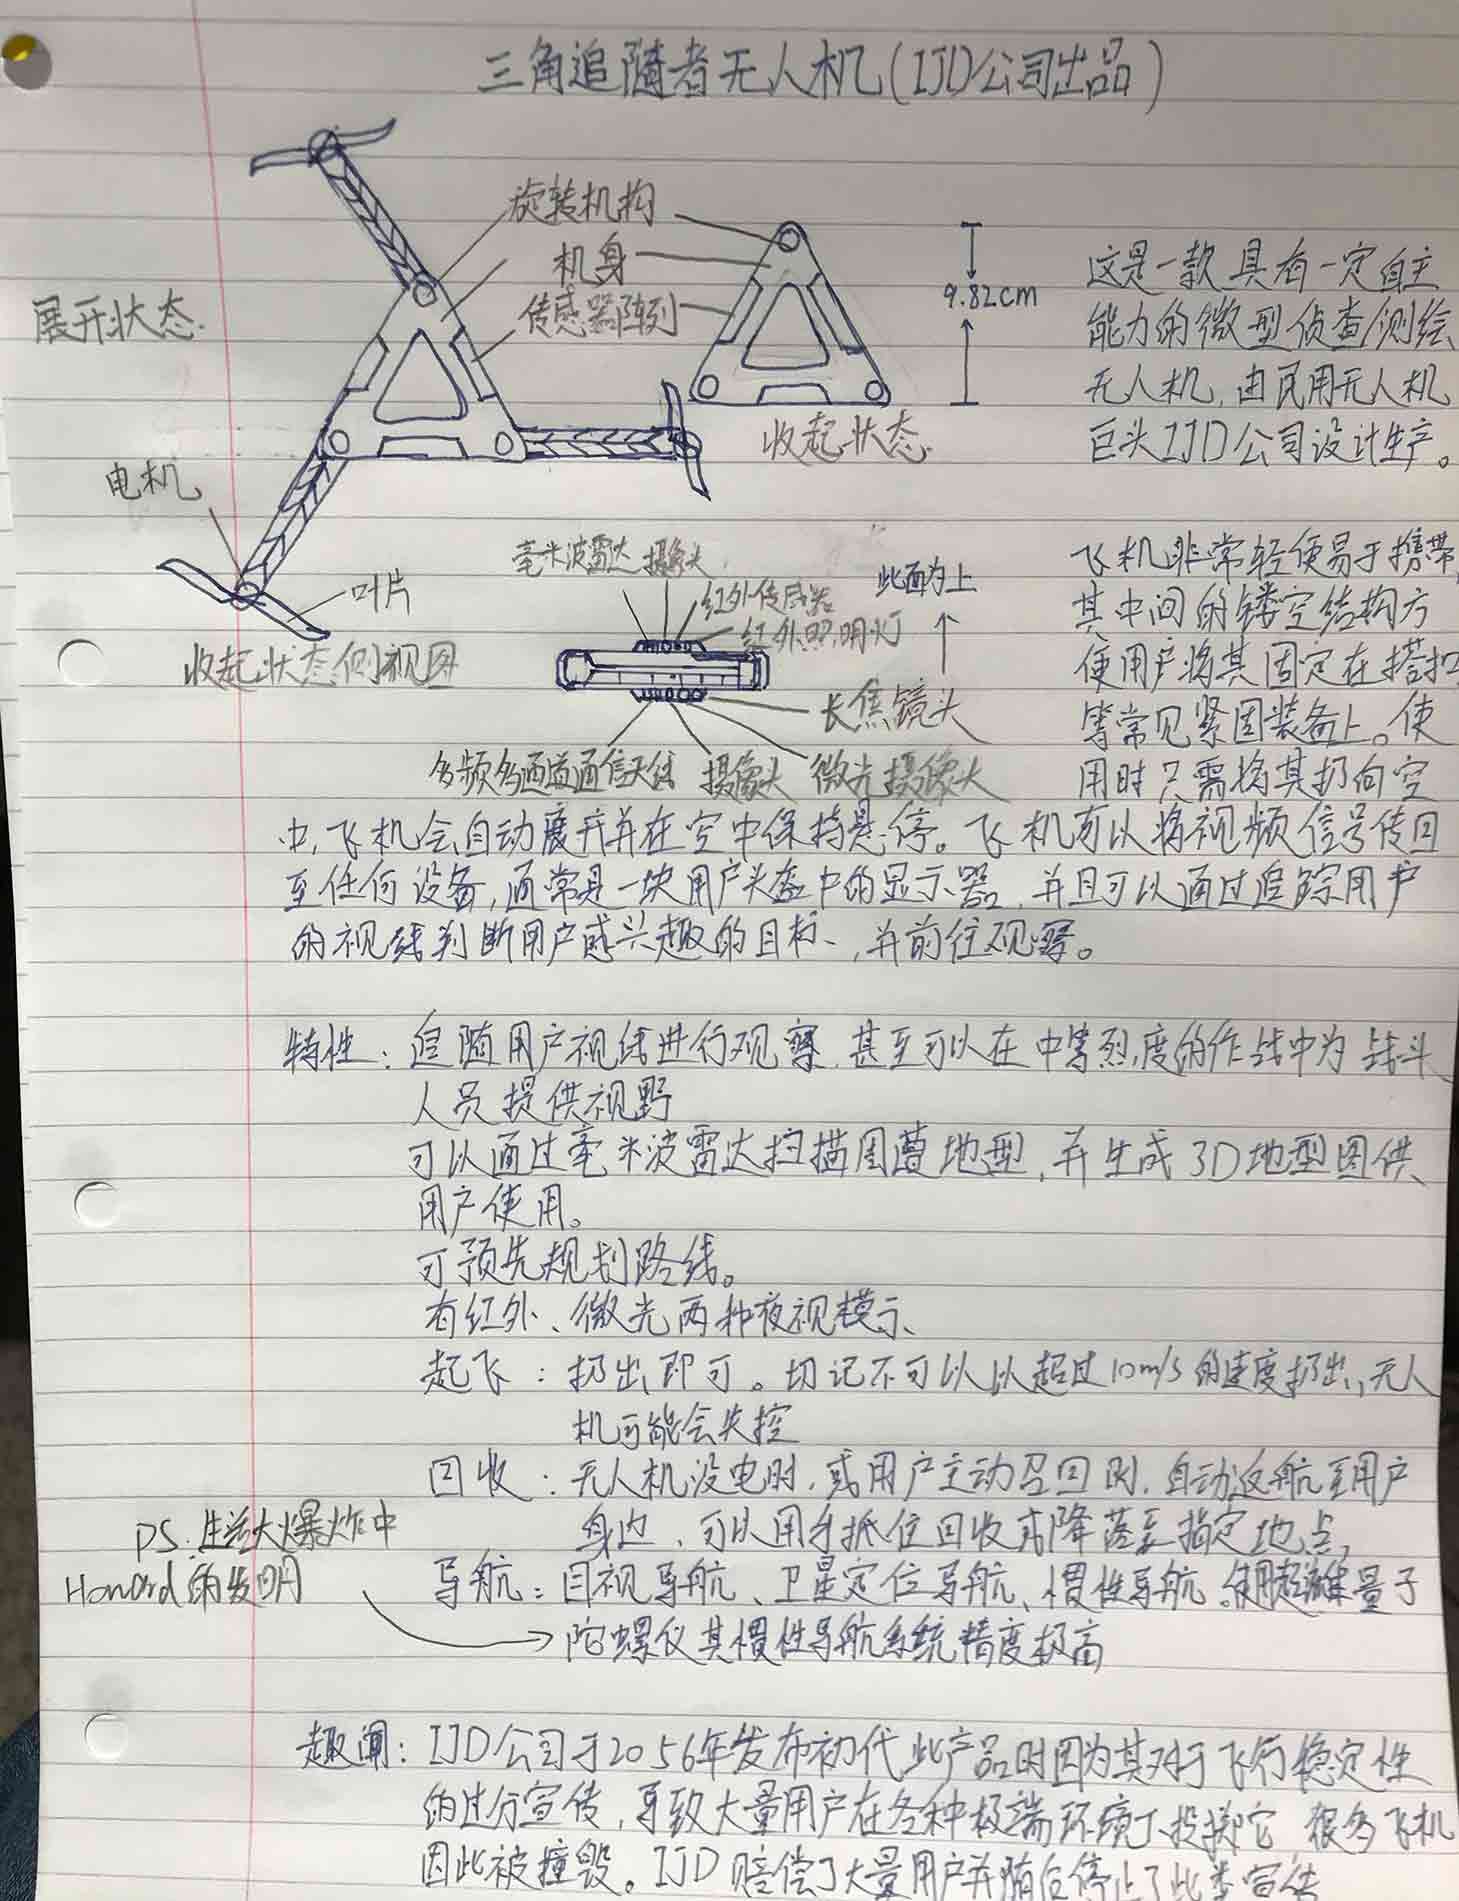 三角追随者无人机(IJD公司出品)
旋转机构
机身
传感器阵列
展开状态
9.82cm
收起状态
电机
叶片
这是一款具有一定自主
能力的微型侦查/测绘
无人机,由民用无人机
巨头IJD公司设计生产。
毫米波雷达 摄象头
红外传感器
红外照明灯
此面为上
收起状态侧视图
长焦镜头
多频多通道通信天线 摄象头 微光摄像头
飞机非常轻便易于携带,
其中间的镂空结构方
便用户将其固定在搭扣
等常见紧固装备上。使
用时只需将其扔向空
中,飞机会自动展开并在空中保持悬停。飞机可以将视频信号传回
至任何设备,通常是一块用户头盔中的显示器,并且可以通过追踪用户
的视线判断用户感兴趣的目标,并前往观察。
特性:追随用户视线进行观察,甚至可以在中等烈度的作战中为战斗
人员提供视野
可以通过毫米波雷达扫描周遭地型,并生成3D地型图供
用户使用。
可预先规划路线。
有红外、微光两种夜视模示
起飞:扔出即可。切记不可以以超过10m/s的速度扔出,无人
机可能会失控
回收:无人机没电时,或用户主动召回时,自动返航至用户
身边,可以用手抓住回收或降落至指定地点,
导航:目视导航、卫星定位导航、惯性导航。使用超流体量子
陀螺仪其惯性导航系统精度极高
PS.生活大爆炸中
Howard的发明
趣闻:IJD公司于2056年发布初代此产品时因为其对于飞行稳定性
的过分宣传,导致大量用户在各种极端环境下投掷它,很多飞机
因此被撞毁。IJD赔偿了大量用户并随后停止了此类宣传